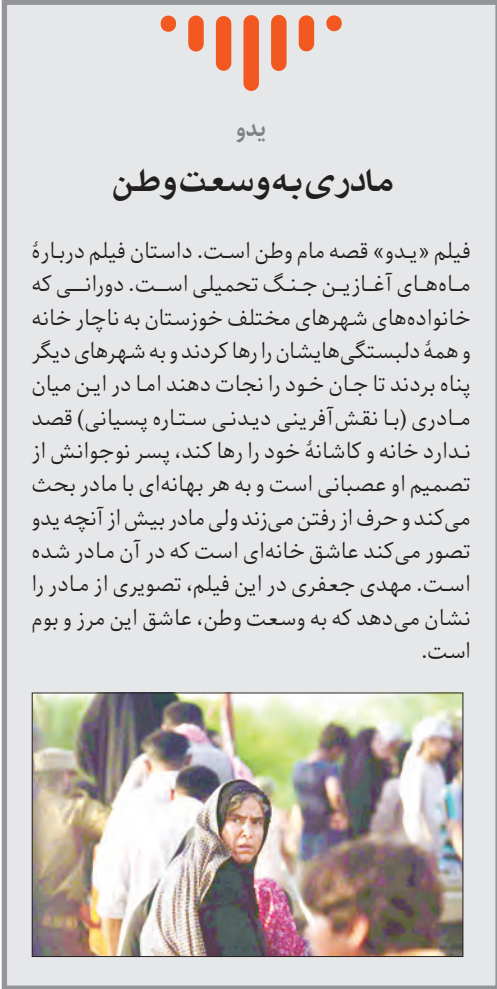 یدو
مادری به وسعت وطن
فیلم «یدو» قصه مام وطن است. داستان فیلم دربارهٔ
ماه‌های آغازین جنگ تحمیلی است. دورانی که
خانواده‌های شهرهای مختلف خوزستان به ناچار خانه
و همهٔ دلبستگی‌هایشان را رها کردند و به شهرهای دیگر
پناه بردند تا جان خود را نجات دهند اما در این میان
مادری (با نقش‌آفرینی دیدنی ستاره پسیانی) قصد
ندارد خانه و کاشانهٔ خود را رها کند، پسر نوجوانش از
تصمیم او عصبانی است و به هر بهانه‌ای با مادر بحث
می‌کند و حرف از رفتن می‌زند ولی مادر بیش از آنچه یدو
تصور می‌کند عاشق خانه‌ای است که در آن مادر شده
است. مهدی جعفری در این فیلم، تصویری از مادر را
نشان می‌دهد که به وسعت وطن، عاشق این مرز و بوم
است.